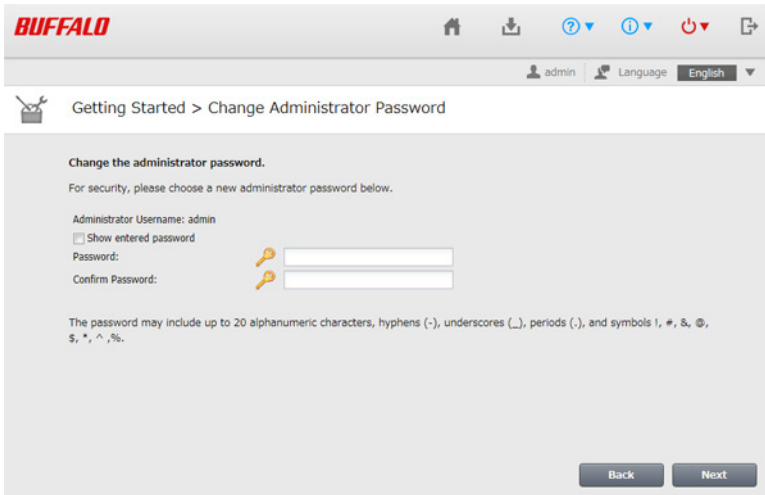 BUFFALO
admin Language English
Getting Started > Change Administrator Password
Change the administrator password.
For security, please choose a new administrator password below.
Administrator Username: admin
Show entered password
Password:
Confirm Password:
The password may include up to 20 alphanumeric characters, hyphens (-), underscores (_), periods (.), and symbols !, #, &, @,
$, *, ^ ,%.
Back Next